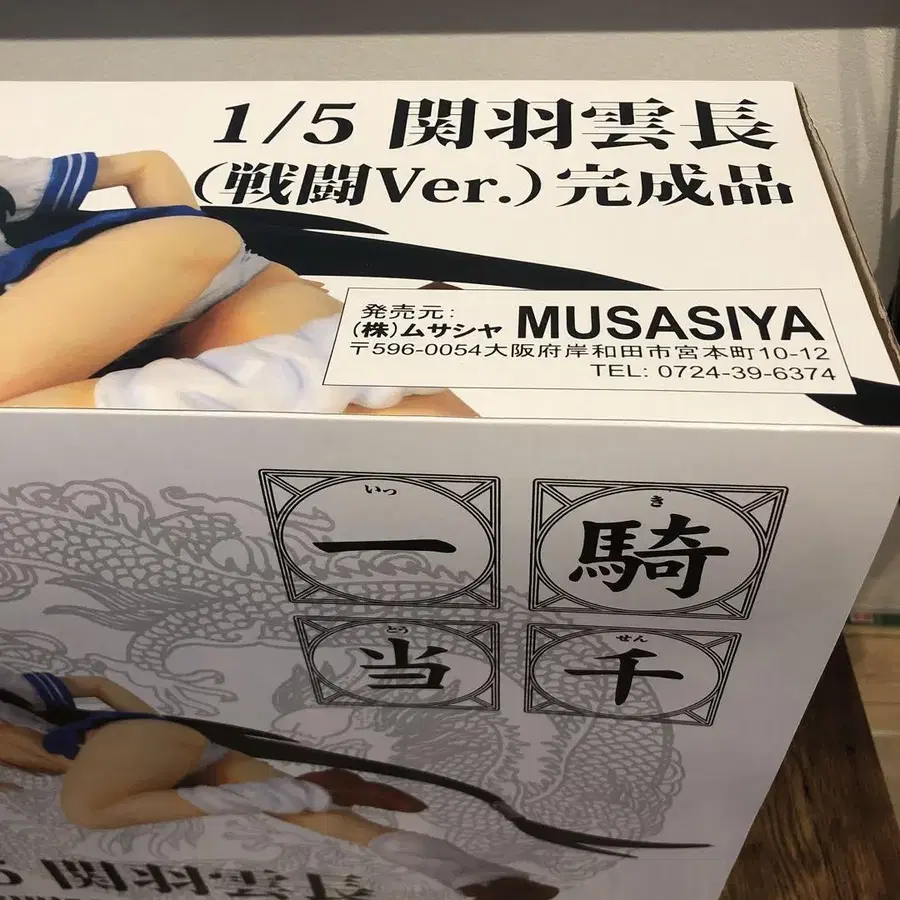 1/5 関羽雲長
(戦闘Ver.)完成品
発売元:
(株)ムサシヤ MUSASIYA
〒596-0054大阪府岸和田市宮本町10-12
TEL: 0724-39-6374
いっ き
一 騎
とう せん
当 千
5 関羽雲長